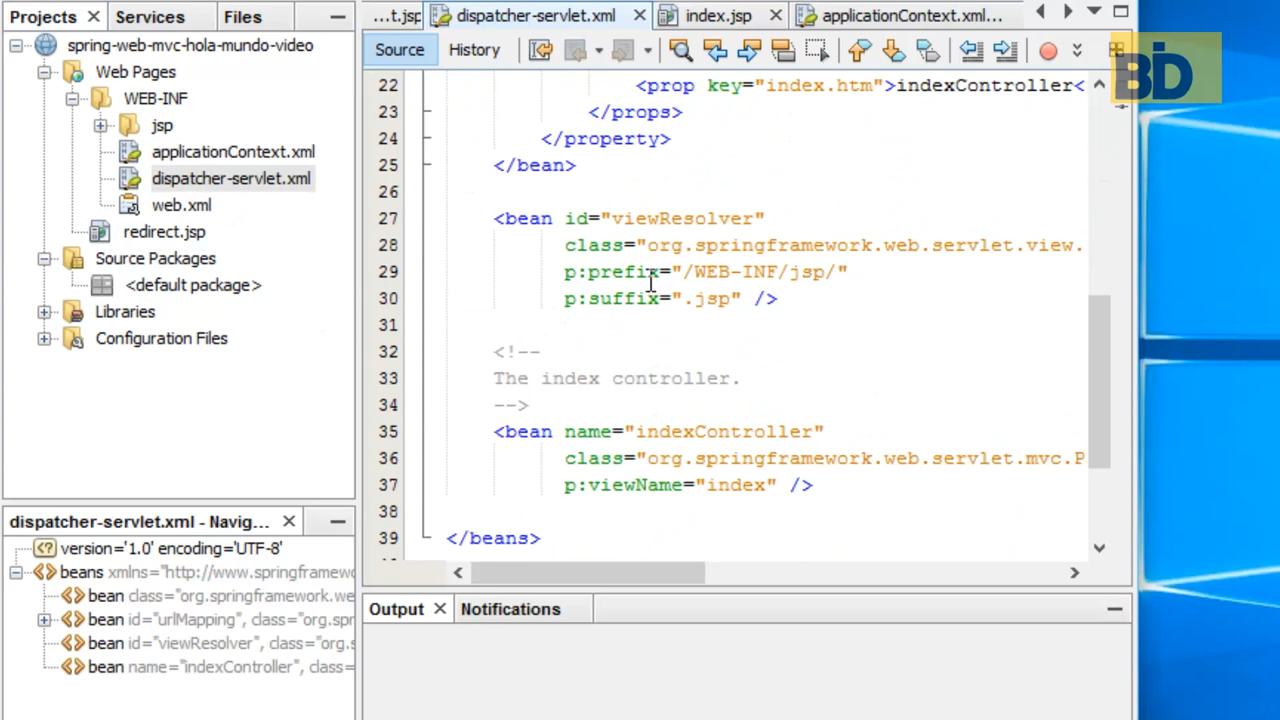 Projects
Services
Files
spring-web-mvc-hola-mundo-video
Web Pages
WEB-INF
jsp
applicationContext.xml
dispatcher-servlet.xml
web.xml
redirect.jsp
Source Packages
<default package>
Libraries
Configuration Files
dispatcher-servlet.xml - Navig...
version='1.0' encoding='UTF-8'
beans xmlns="http://www.springframewo
bean class="org.springframework.we
bean id="urlMapping", class="org.spr
bean id="viewResolver", class="org.s
bean name="indexController", class=
...t.jsp
dispatcher-servlet.xml
index.jsp
applicationContext.xml...
Source
History
BD
22 <prop key="index.htm">indexController<
23 </props>
24 </property>
25 </bean>
26
27 <bean id="viewResolver"
28 class="org.springframework.web.servlet.view.
29 p:prefix="/WEB-INF/jsp/"
30 p:suffix=".jsp" />
31
32 <!--
33 The index controller.
34 -->
35 <bean name="indexController"
36 class="org.springframework.web.servlet.mvc.P
37 p:viewName="index" />
38
39 </beans>
Output
Notifications